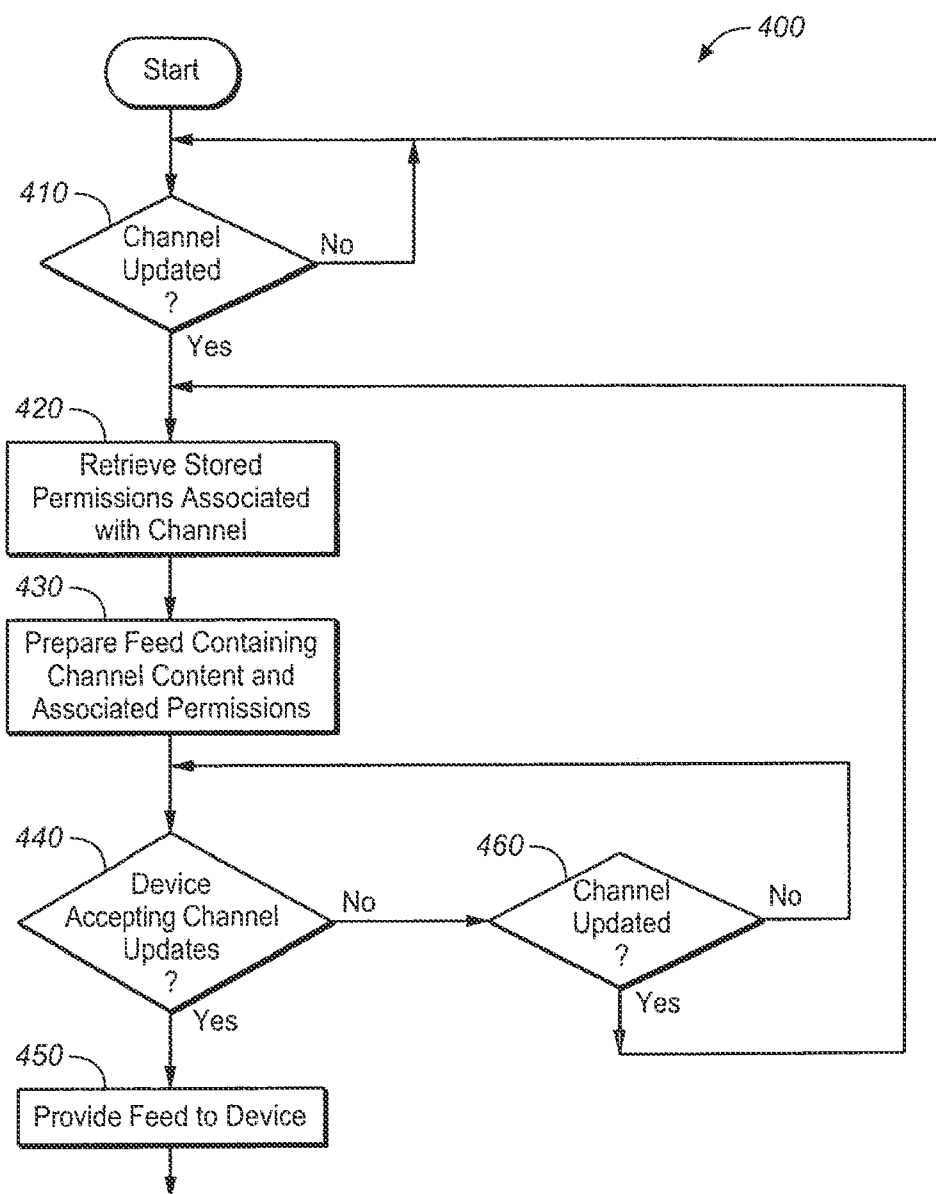 400
Start
410
Channel
Updated
?
No
Yes
420
Retrieve Stored
Permissions Associated
with Channel
430
Prepare Feed Containing
Channel Content and
Associated Permissions
440
Device
Accepting Channel
Updates
?
No
Yes
460
Channel
Updated
?
No
Yes
450
Provide Feed to Device